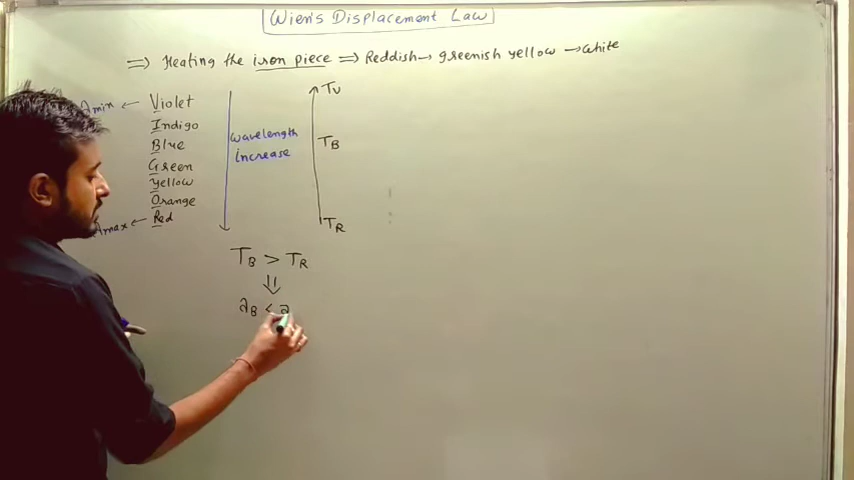 Wien's Displacement Law
⇒ Heating the iron piece ⇒ Reddish → greenish yellow → white
λmin ← Violet
Indigo
Blue
Green
Yellow
Orange
λmax ← Red
wavelength
increase
TV
TB
TR
TB > TR
⇓
λB < λ